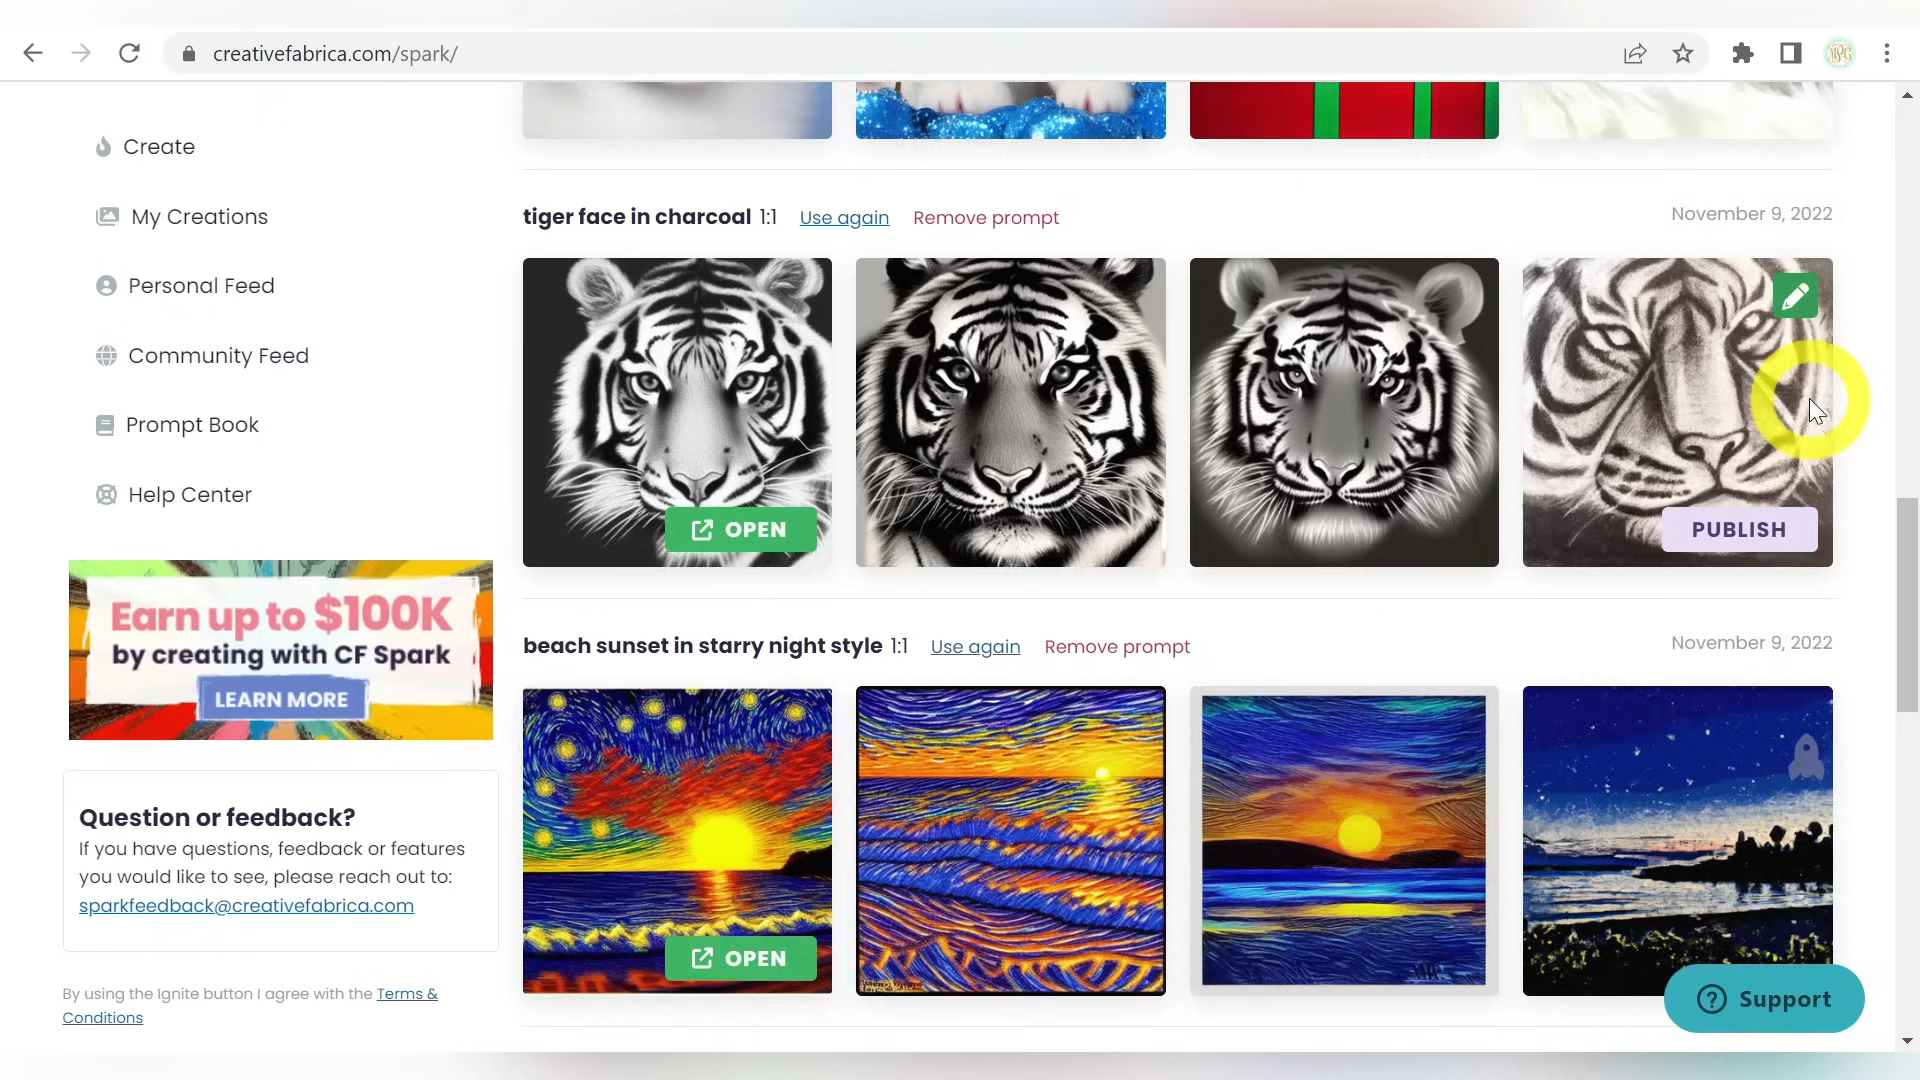 creativefabrica.com/spark/
Create
My Creations
Personal Feed
Community Feed
Prompt Book
Help Center
Earn up to $100K
by creating with CF Spark
LEARN MORE
Question or feedback?
If you have questions, feedback or features
you would like to see, please reach out to:
sparkfeedback@creativefabrica.com
By using the Ignite button I agree with the Terms &
Conditions
tiger face in charcoal 1:1 Use again Remove prompt November 9, 2022
OPEN
PUBLISH
beach sunset in starry night style 1:1 Use again Remove prompt November 9, 2022
OPEN
Support